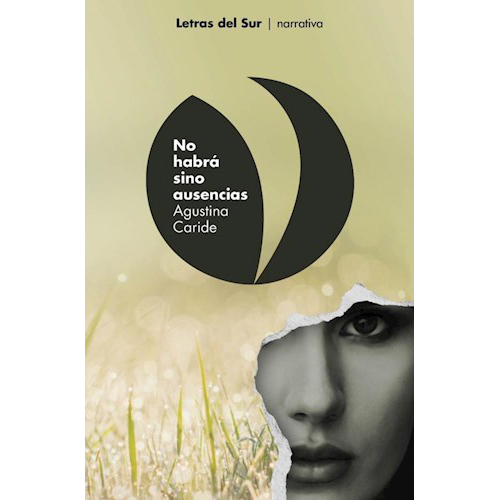 Letras del Sur | narrativa
No
habrá
sino
ausencias
Agustina
Caride